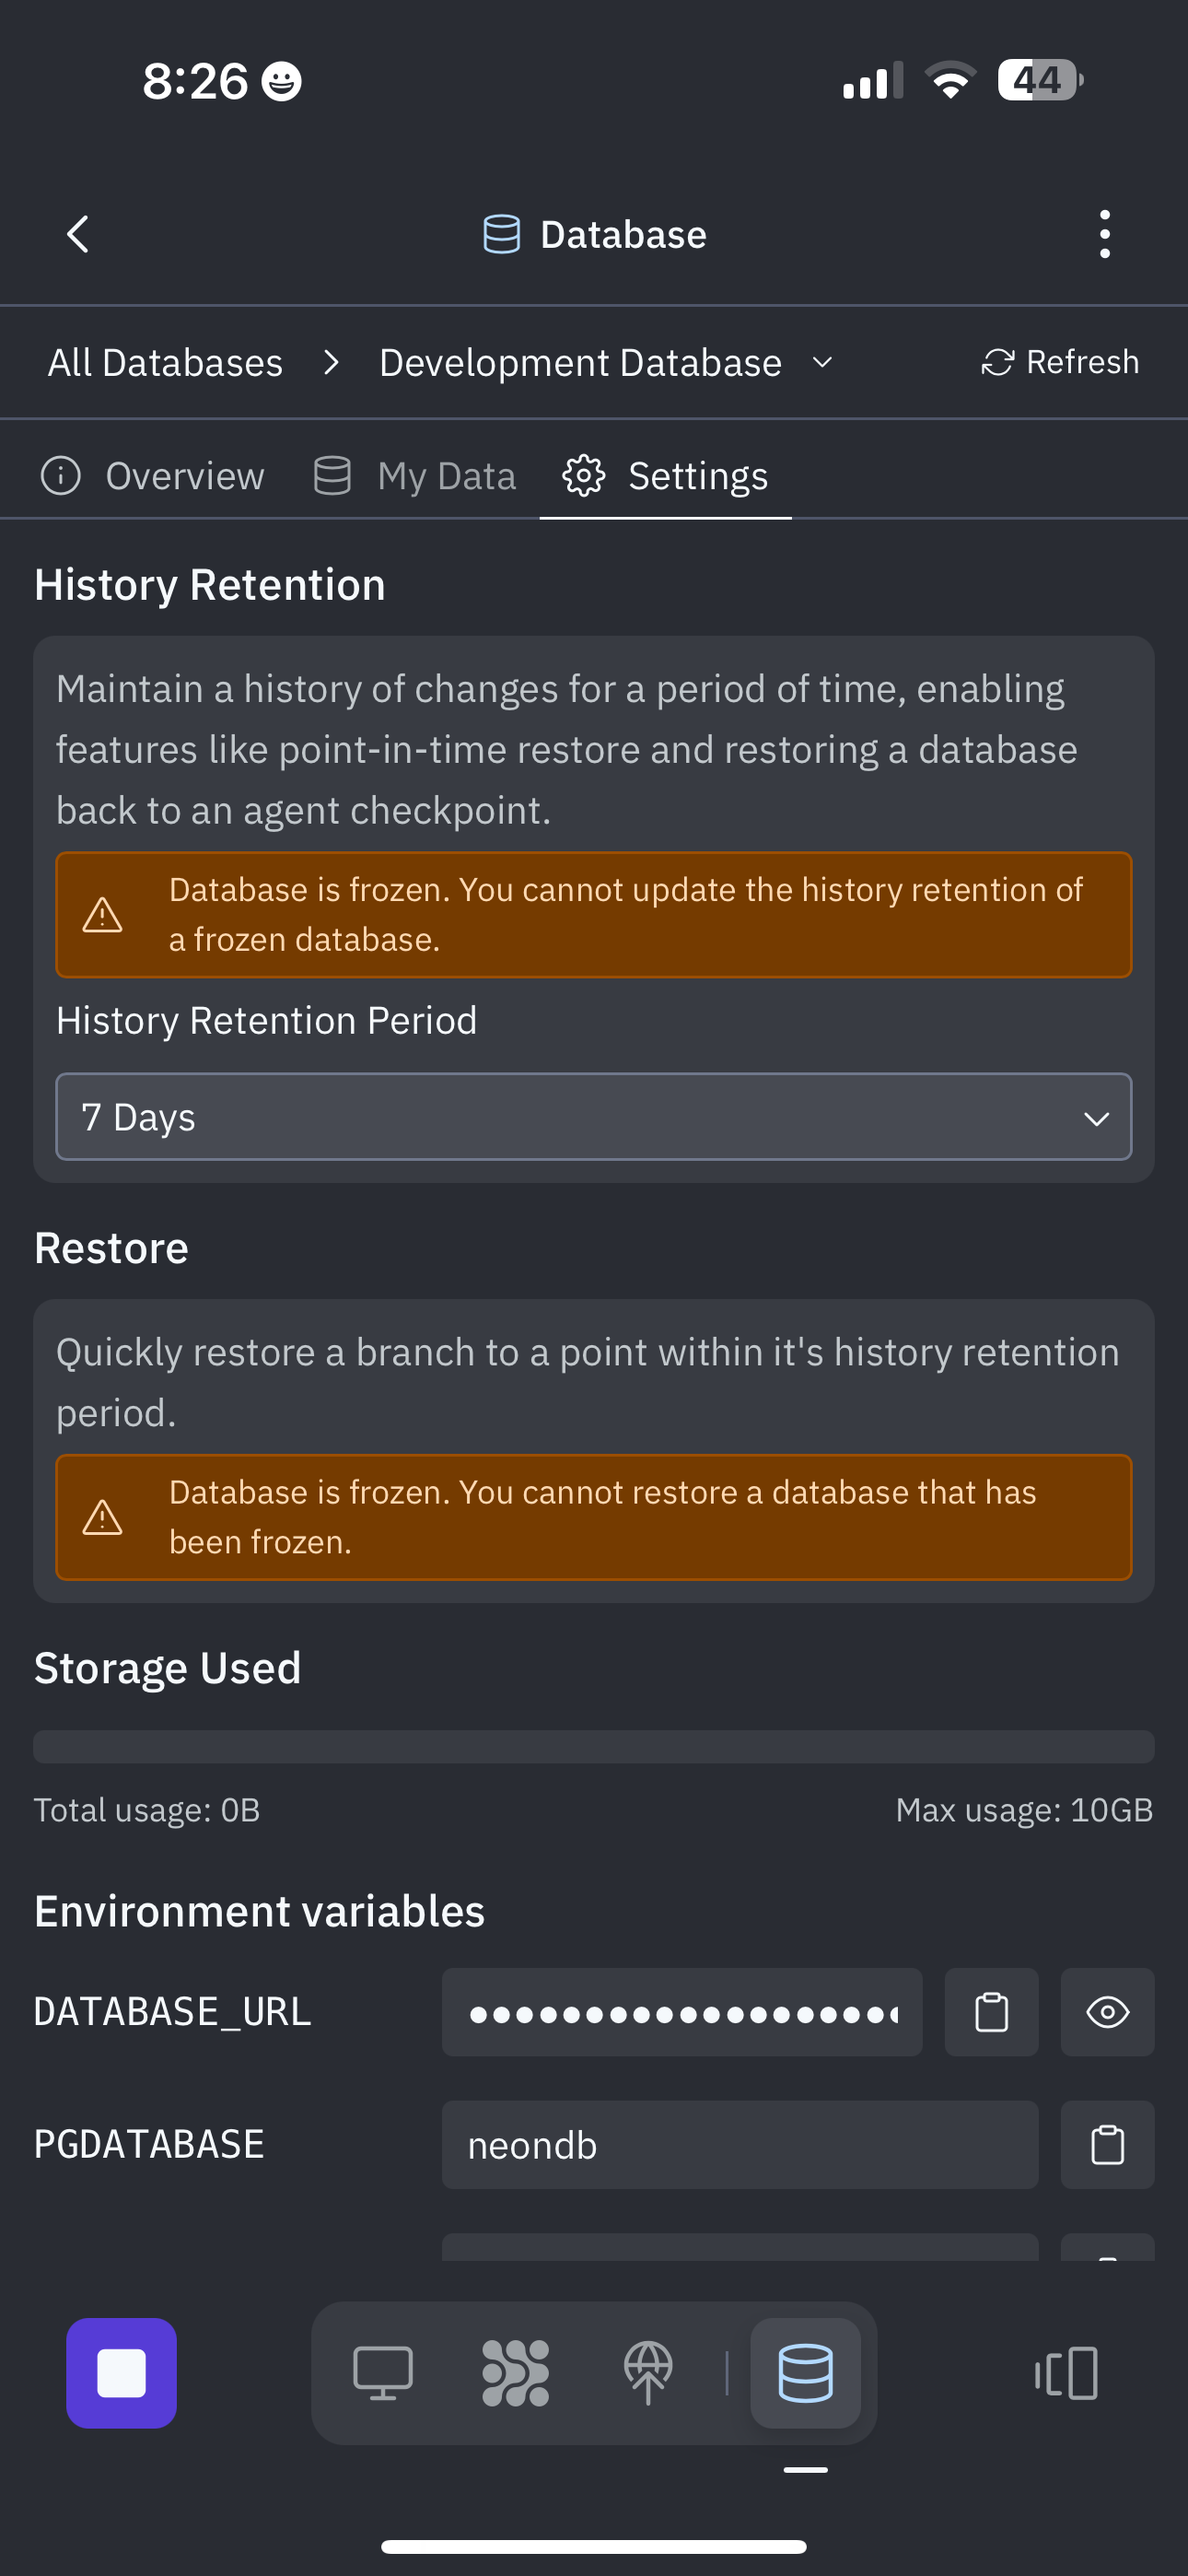 8:26
44
Database
All Databases
Development Database
Refresh
Overview
My Data
Settings
History Retention
Maintain a history of changes for a period of time, enabling
features like point-in-time restore and restoring a database
back to an agent checkpoint.
Database is frozen. You cannot update the history retention of
a frozen database.
History Retention Period
7 Days
Restore
Quickly restore a branch to a point within it's history retention
period.
Database is frozen. You cannot restore a database that has
been frozen.
Storage Used
Total usage: 0B
Max usage: 10GB
Environment variables
DATABASE_URL
PGDATABASE
neondb